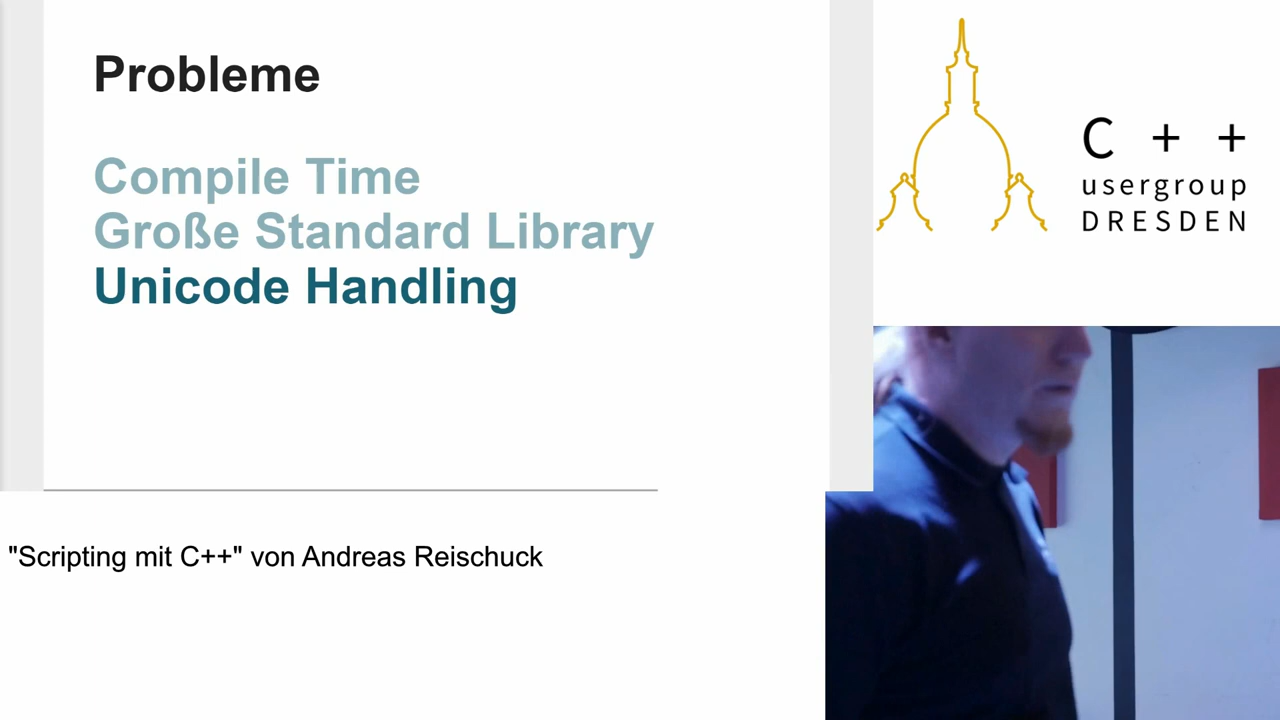 Probleme
Compile Time
Große Standard Library
Unicode Handling
C + +
usergroup
DRESDEN
"Scripting mit C++" von Andreas Reischuck